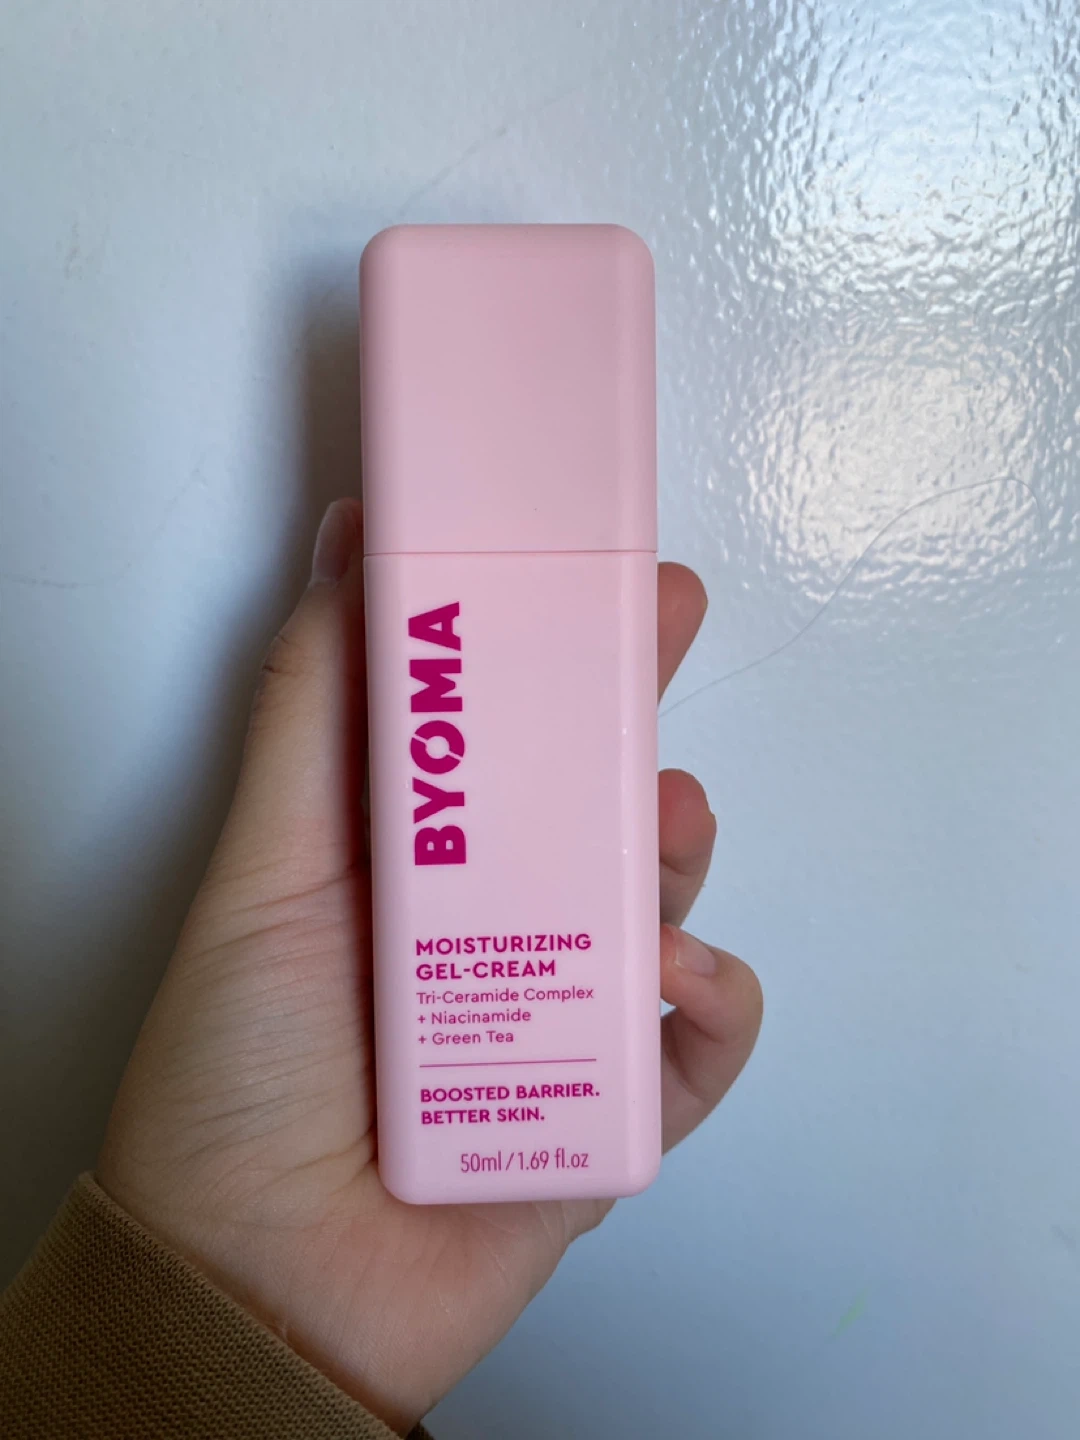 BYOMA
MOISTURIZING
GEL-CREAM
Tri-Ceramide Complex
+ Niacinamide
+ Green Tea
BOOSTED BARRIER.
BETTER SKIN.
50ml/1.69 fl.oz